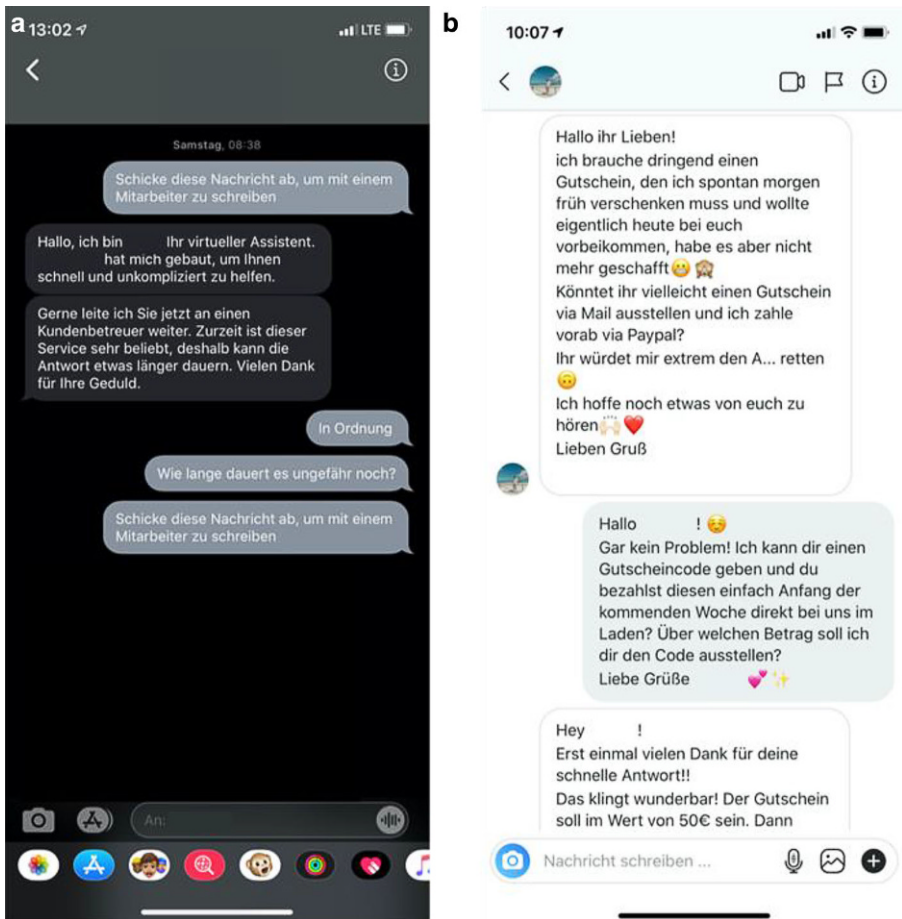 a
13:02
LTE
Samstag, 08:38
Schicke diese Nachricht ab, um mit einem
Mitarbeiter zu schreiben
Hallo, ich bin Ihr virtueller Assistent.
hat mich gebaut, um Ihnen
schnell und unkompliziert zu helfen.
Gerne leite ich Sie jetzt an einen
Kundenbetreuer weiter. Zurzeit ist dieser
Service sehr beliebt, deshalb kann die
Antwort etwas länger dauern. Vielen Dank
für Ihre Geduld.
In Ordnung
Wie lange dauert es ungefähr noch?
Schicke diese Nachricht ab, um mit einem
Mitarbeiter zu schreiben
An:
b
10:07
Hallo ihr Lieben!
ich brauche dringend einen
Gutschein, den ich spontan morgen
früh verschenken muss und wollte
eigentlich heute bei euch
vorbeikommen, habe es aber nicht
mehr geschafft😬 🙈
Könntet ihr vielleicht einen Gutschein
via Mail ausstellen und ich zahle
vorab via Paypal?
Ihr würdet mir extrem den A... retten
🙃
Ich hoffe noch etwas von euch zu
hören🙌🏻 ❤️
Lieben Gruß
Hallo ! ☺️
Gar kein Problem! Ich kann dir einen
Gutscheincode geben und du
bezahlst diesen einfach Anfang der
kommenden Woche direkt bei uns im
Laden? Über welchen Betrag soll ich
dir den Code ausstellen?
Liebe Grüße 💕✨
Hey !
Erst einmal vielen Dank für deine
schnelle Antwort!!
Das klingt wunderbar! Der Gutschein
soll im Wert von 50€ sein. Dann
Nachricht schreiben ...